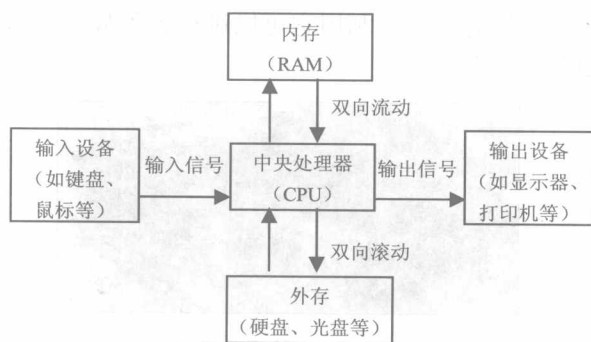 内存
（RAM）
双向流动
输入设备
（如键盘、
鼠标等）
输入信号
中央处理器
（CPU）
输出信号
输出设备
（如显示器、
打印机等）
双向滚动
外存
（硬盘、光盘等）